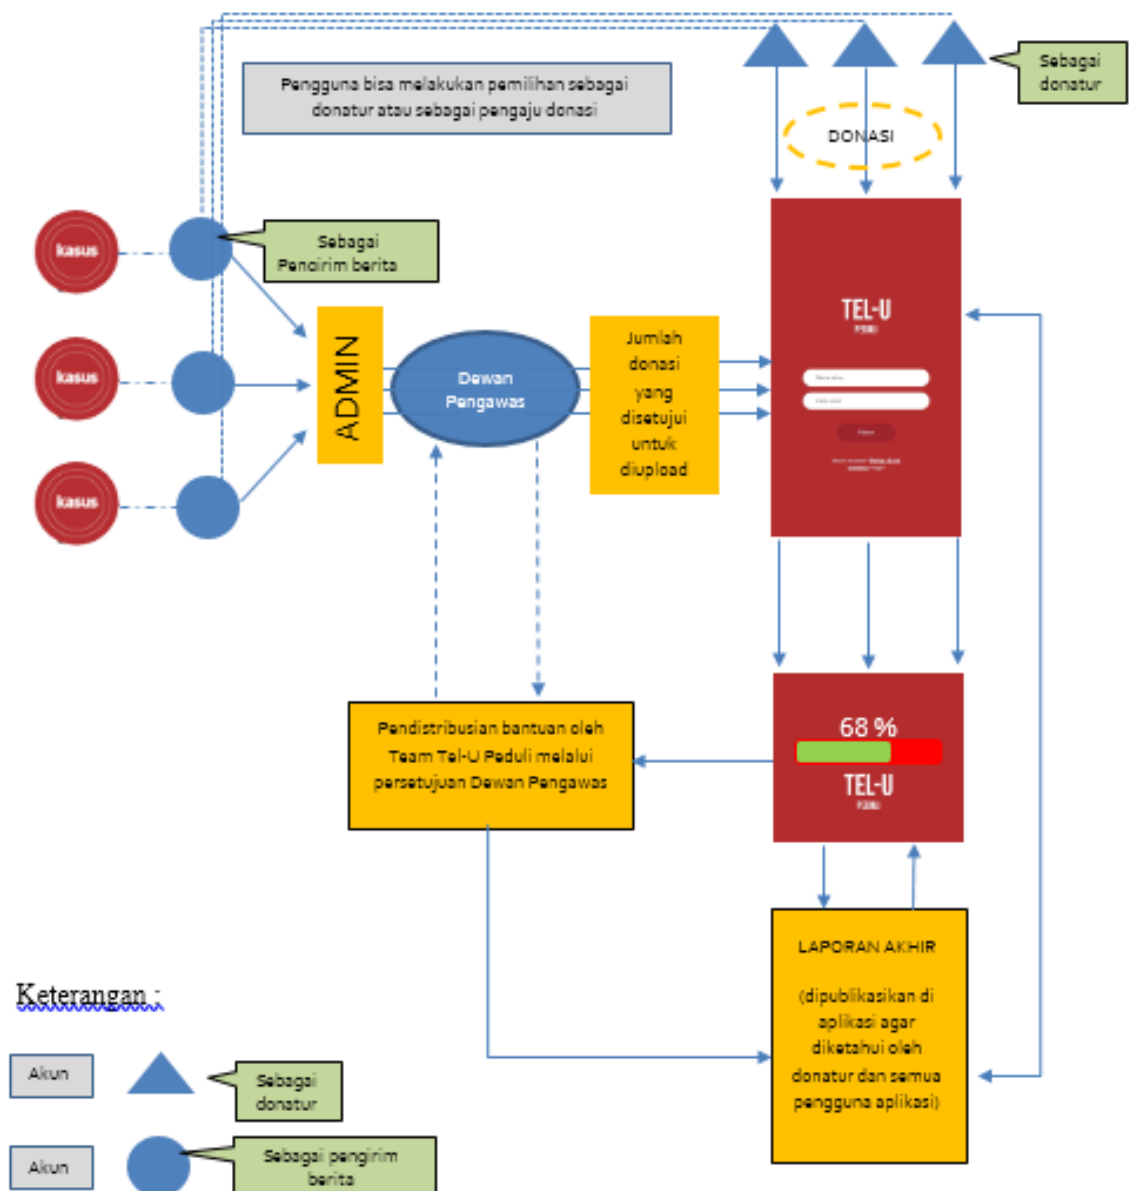 Sebagai
donatur
Pengguna bisa melakukan pemilihan sebagai
donatur atau sebagai pengaju donasi
DONASI
kasus
Sebagai
Pengirim berita
TEL-U
ADMIN
Jumlah
donasi
yang
disetujui
untuk
diupload
Dewan
Pengawas
kasus
kasus
Pendistribusian bantuan oleh
Team Tel-U Peduli melalui
persetujuan Dewan Pengawas
68 %
TEL-U
LAPORAN AKHIR
(dipublikasikan di
aplikasi agar
diketahui oleh
donatur dan semua
pengguna aplikasi)
Keterangan :
Akun
Sebagai
donatur
Akun
Sebagai pengirim
berita